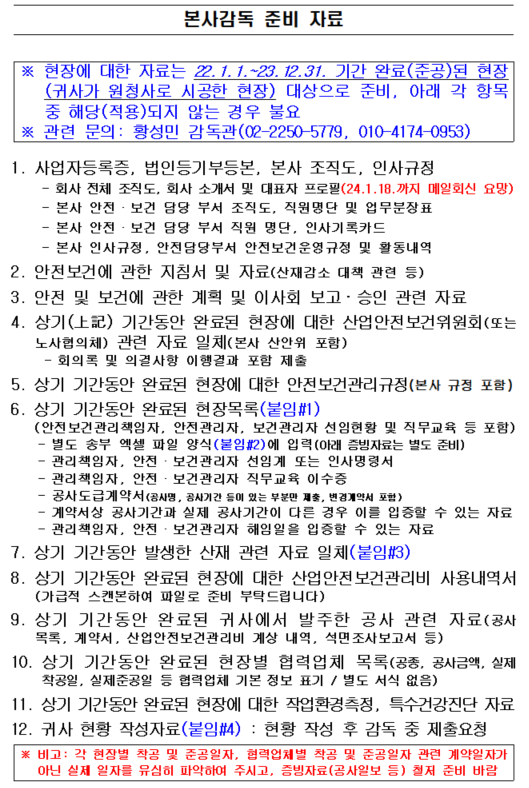 본사감독 준비 자료
※ 현장에 대한 자료는 22.1.1.~23.12.31. 기간 완료(준공)된 현장
(귀사가 원청사로 시공한 현장) 대상으로 준비, 아래 각 항목
중 해당(적용)되지 않는 경우 불요
※ 관련 문의: 황성민 감독관(02-2250-5779, 010-4174-0953)
1. 사업자등록증, 법인등기부등본, 본사 조직도, 인사규정
- 회사 전체 조직도, 회사 소개서 및 대표자 프로필(24.1.18.까지 메일회신 요망)
- 본사 안전·보건 담당 부서 조직도, 직원명단 및 업무분장표
- 본사 안전·보건 담당 부서 직원 명단, 인사기록카드
- 본사 인사규정, 안전담당부서 안전보건운영규정 및 활동내역
2. 안전보건에 관한 지침서 및 자료(산재감소 대책 관련 등)
3. 안전 및 보건에 관한 계획 및 이사회 보고·승인 관련 자료
4. 상기(上記) 기간동안 완료된 현장에 대한 산업안전보건위원회(또는
노사협의체) 관련 자료 일체(본사 산안위 포함)
- 회의록 및 의결사항 이행결과 포함 제출
5. 상기 기간동안 완료된 현장에 대한 안전보건관리규정(본사 규정 포함)
6. 상기 기간동안 완료된 현장목록(붙임#1)
(안전보건관리책임자, 안전관리자, 보건관리자 선임현황 및 직무교육 등 포함)
- 별도 송부 엑셀 파일 양식(붙임#2)에 입력(아래 증빙자료는 별도 준비)
- 관리책임자, 안전·보건관리자 선임계 또는 인사명령서
- 관리책임자, 안전·보건관리자 직무교육 이수증
- 공사도급계약서(공사명, 공사기간 등이 있는 부분만 제출, 변경계약서 포함)
- 계약서상 공사기간과 실제 공사기간이 다른 경우 이를 입증할 수 있는 자료
- 관리책임자, 안전·보건관리자 해임일을 입증할 수 있는 자료
7. 상기 기간동안 발생한 산재 관련 자료 일체(붙임#3)
8. 상기 기간동안 완료된 현장에 대한 산업안전보건관리비 사용내역서
(가급적 스캔본하여 파일로 준비 부탁드립니다)
9. 상기 기간동안 완료된 귀사에서 발주한 공사 관련 자료(공사
목록, 계약서, 산업안전보건관리비 계상 내역, 석면조사보고서 등)
10. 상기 기간동안 완료된 현장별 협력업체 목록(공종, 공사금액, 실제
착공일, 실제준공일 등 협력업체 기본 정보 표기 / 별도 서식 없음)
11. 상기 기간동안 완료된 현장에 대한 작업환경측정, 특수건강진단 자료
12. 귀사 현황 작성자료(붙임#4) : 현황 작성 후 감독 중 제출요청
※ 비고: 각 현장별 착공 및 준공일자, 협력업체별 착공 및 준공일자 관련 계약일자가
아닌 실제 일자를 유심히 파악하여 주시고, 증빙자료(공사일보 등) 철저 준비 바람